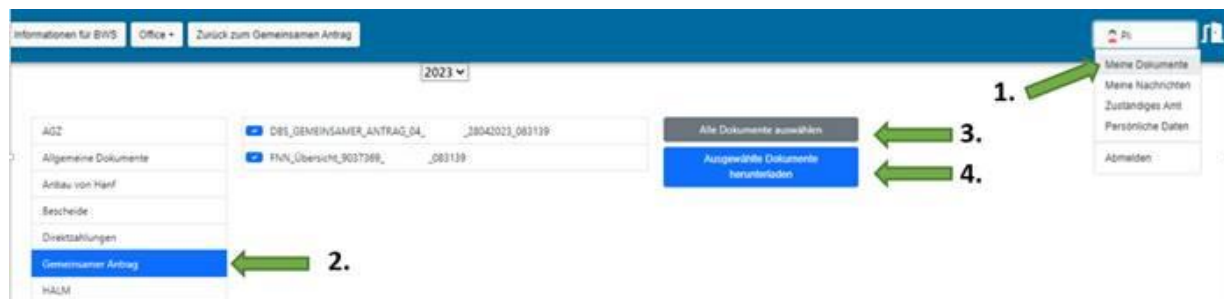 Informationen für BWS Office Zurück zum Gemeinsamen Antrag
2023
Meine Dokumente
1.
Meine Nachrichten
Zuständiges Amt
Persönliche Daten
Abmelden
AGZ
DBS_GEMEINSAMER_ANTRAG_04_ _28042023_083139
Alle Dokumente auswählen
3.
Allgemeine Dokumente
FNN_Übersicht_9037369_ _083139
Ausgewählte Dokumente
herunterladen
4.
Anbau von Hanf
Bescheide
Direktzahlungen
Gemeinsamer Antrag
2.
HALM